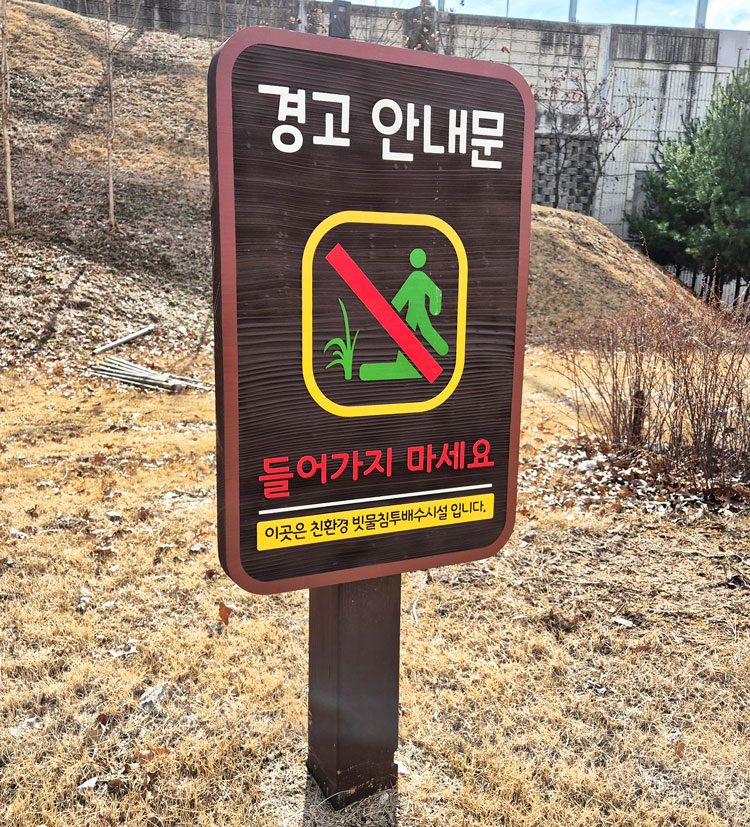 경고 안내문
들어가지 마세요
이곳은 친환경 빗물침투배수시설 입니다.